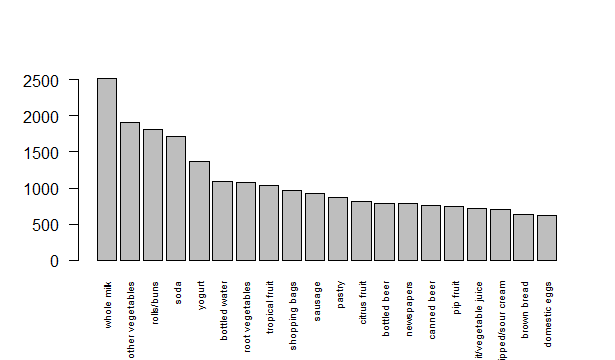 2500
2000
1500
1000
500
0
whole milk
other vegetables
rolls/buns
soda
yogurt
bottled water
root vegetables
tropical fruit
shopping bags
sausage
pastry
citrus fruit
bottled beer
newspapers
canned beer
pip fruit
it/vegetable juice
ipped/sour cream
brown bread
domestic eggs